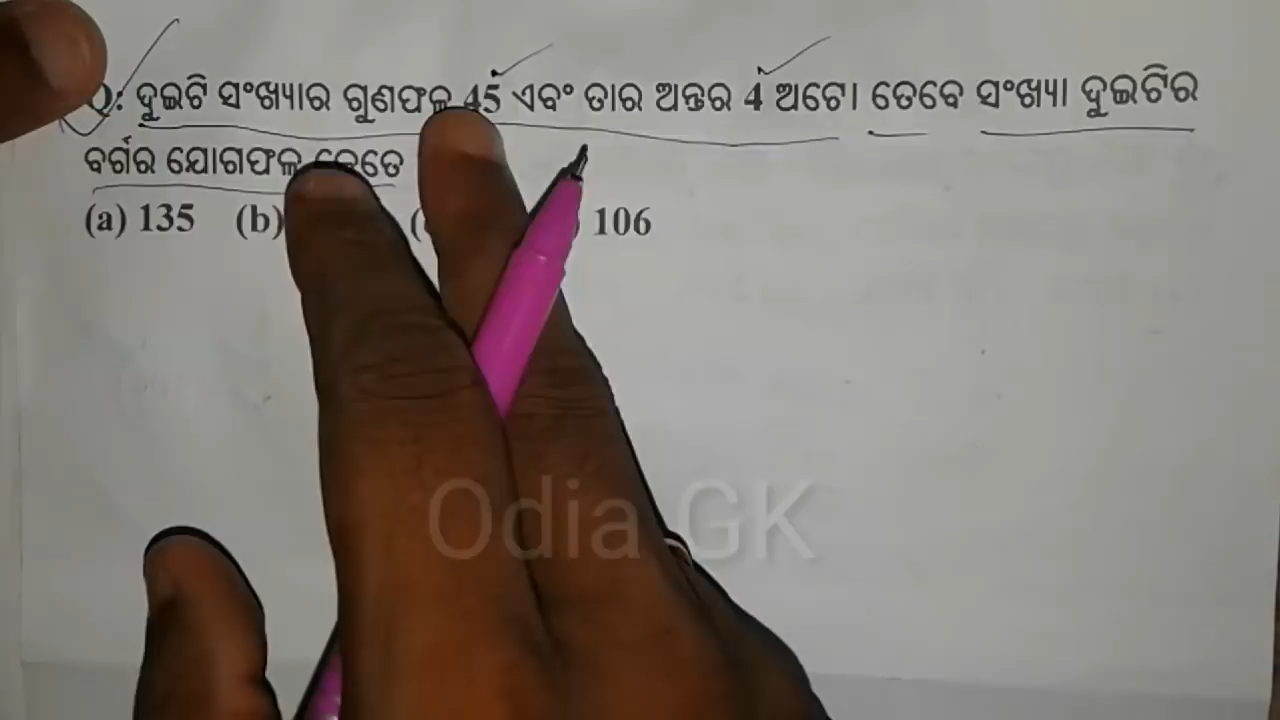 Q: ଦୁଇଟି ସଂଖ୍ୟାର ଗୁଣଫଳ 45 ଏବଂ ତାର ଅନ୍ତର 4 ଅଟେ। ତେବେ ସଂଖ୍ୟା ଦୁଇଟିର
ବର୍ଗର ଯୋଗଫଳ କେତେ
(a) 135 (b) 106
Odia GK